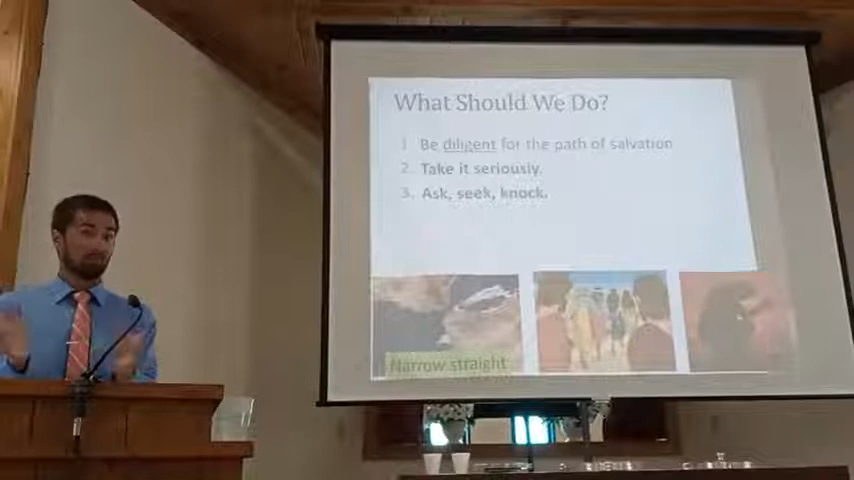 What Should We Do?
1. Be diligent for the path of salvation
2. Take it seriously.
3. Ask, seek, knock.
Narrow straight